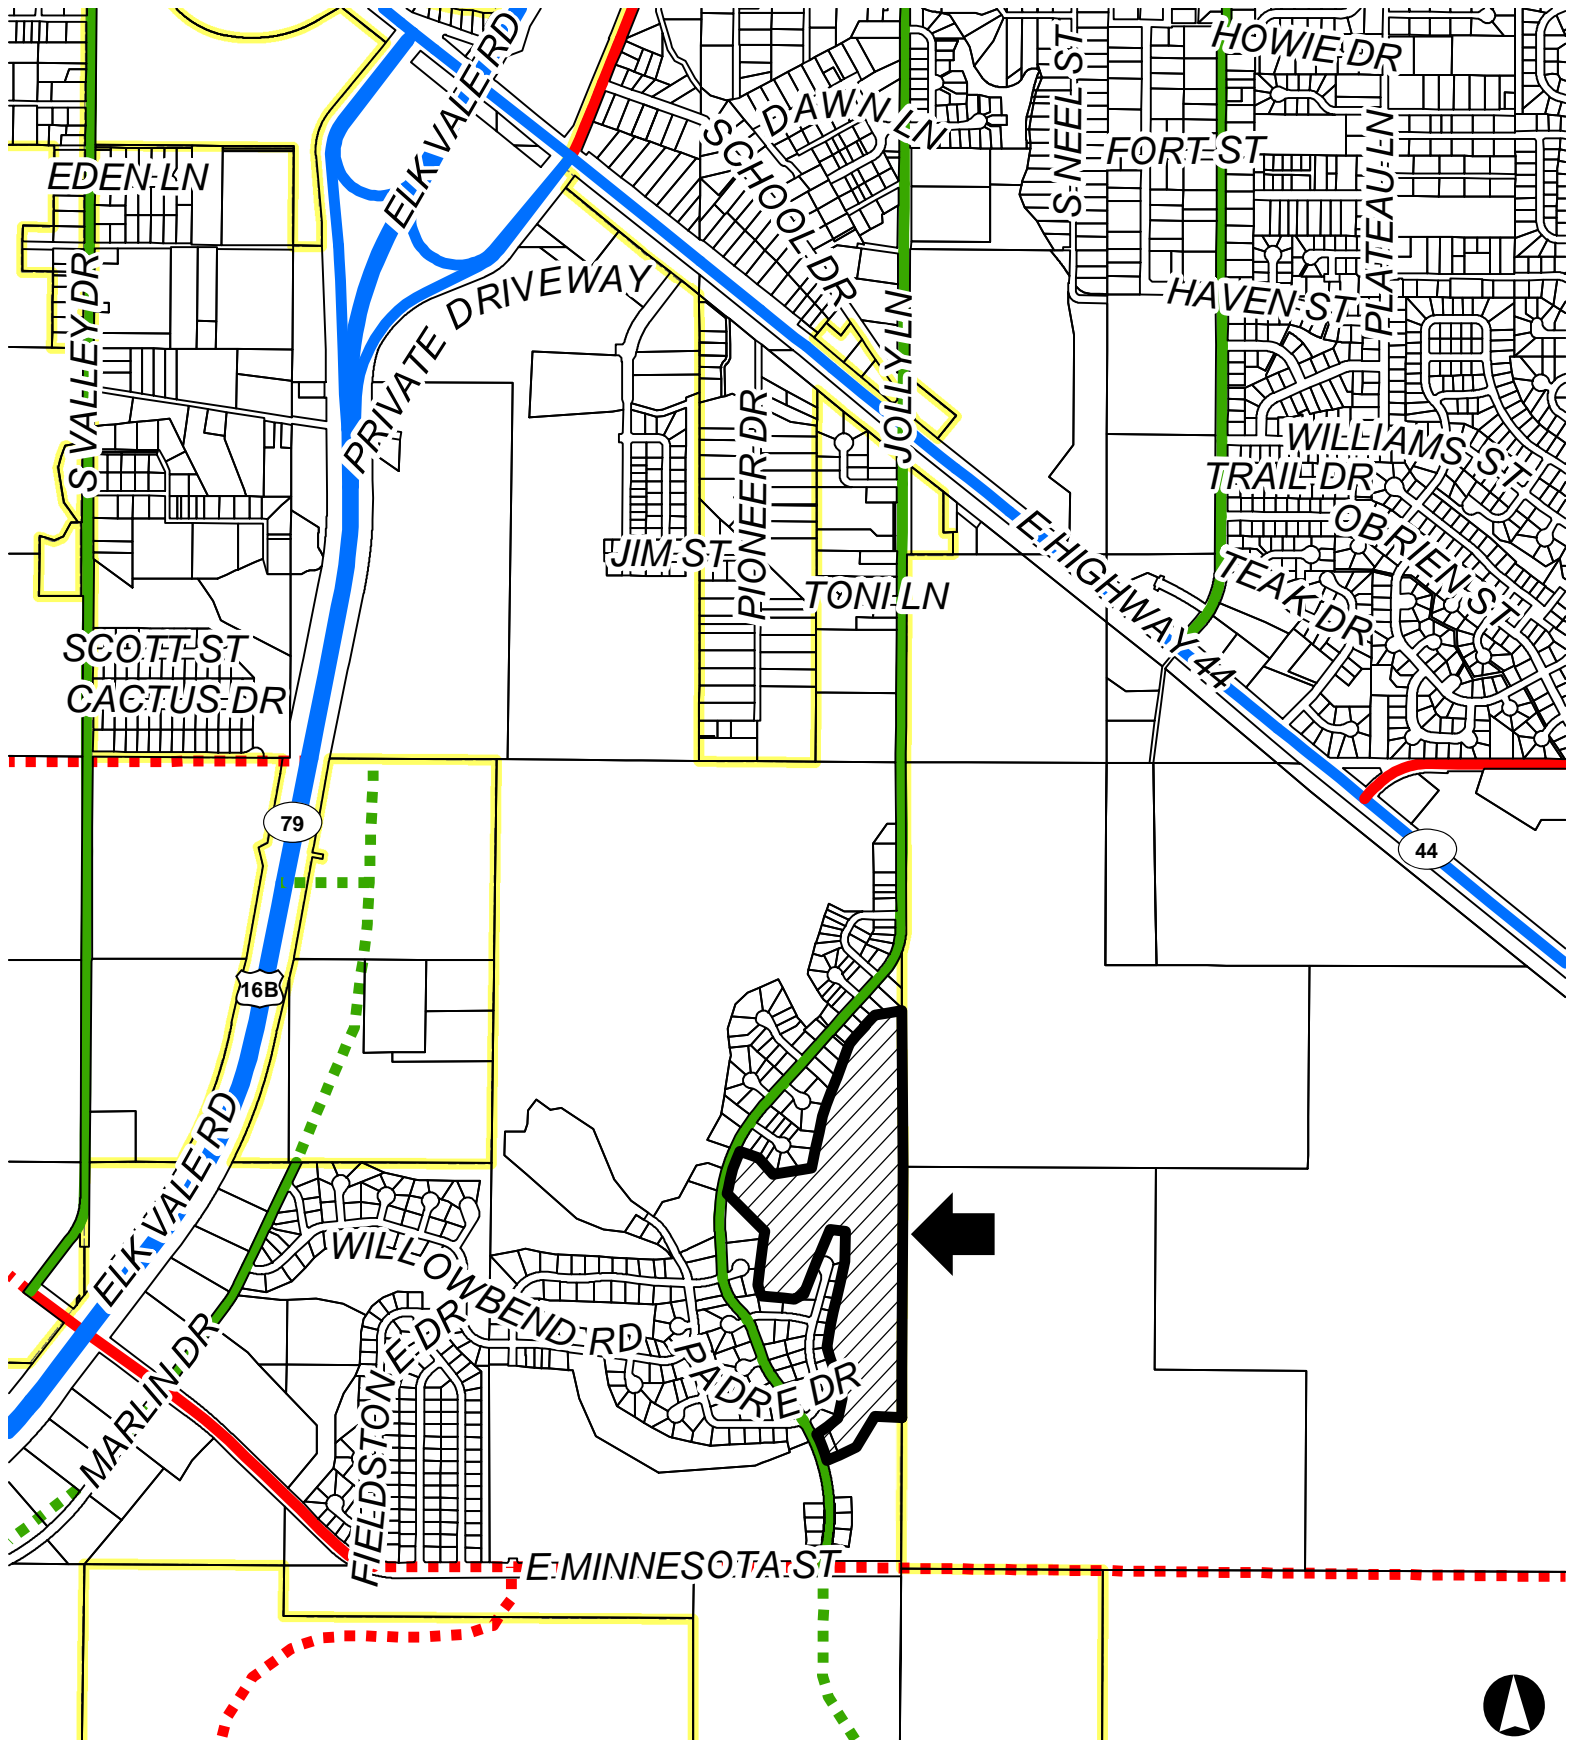 ELK VALE RD
HOWIE DR
S NEEL ST
DAWN LN
SCHOOL DR
FORT ST
PLATEAU LN
EDEN LN
S VALLEY DR
PRIVATE DRIVEWAY
HAVEN ST
JOLLY LN
PIONEER DR
WILLIAMS ST
TRAIL DR
OBRIEN ST
JIM ST
E HIGHWAY 44
TEAK DR
TONI LN
SCOTT ST
CACTUS DR
79
44
16B
ELK VALE RD
WILLOWBEND RD
MARLIN DR
FIELDSTONE DR
PADRE DR
E MINNESOTA ST